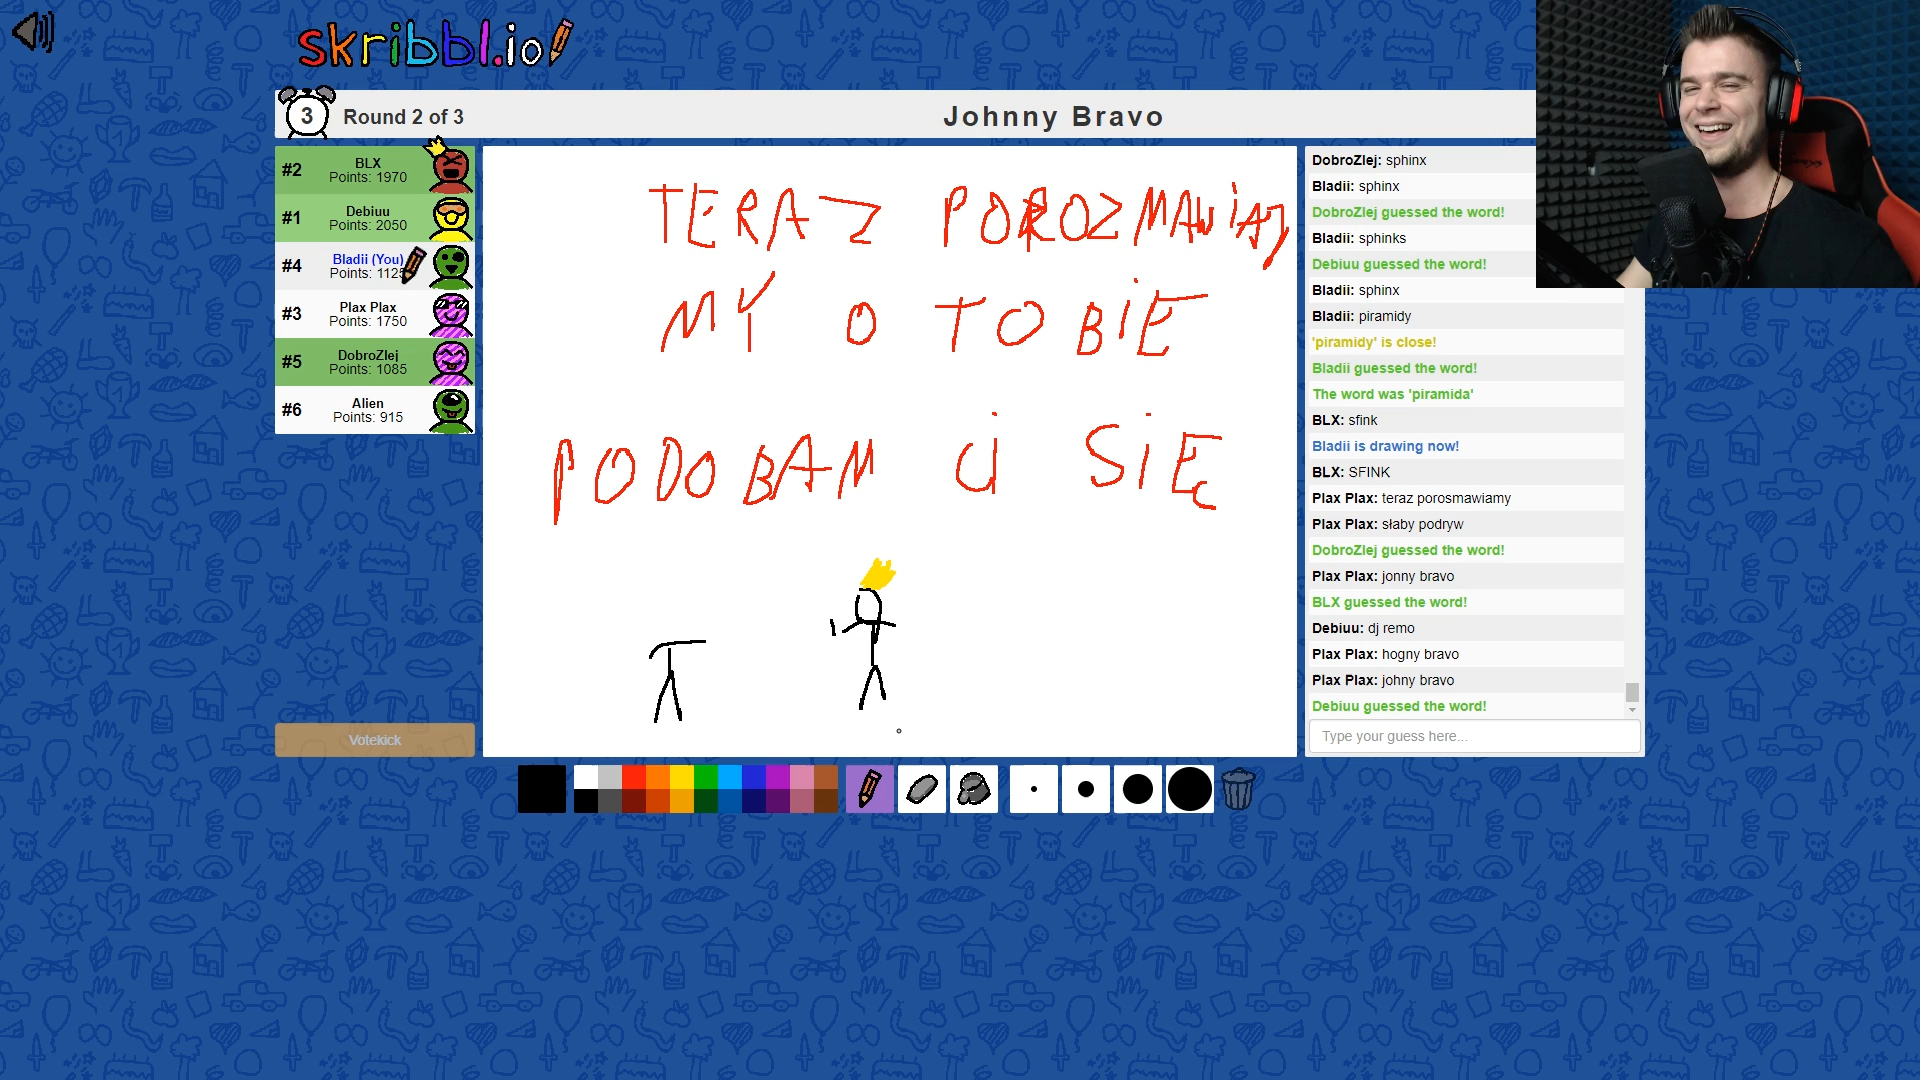 skribbl.io
3 Round 2 of 3
Johnny Bravo
#2 BLX
Points: 1970
#1 Debiuu
Points: 2050
#4 Bladii (You)
Points: 1125
#3 Plax Plax
Points: 1750
#5 DobroZlej
Points: 1085
#6 Alien
Points: 915
Votekick
TERAZ POROZMAWIAJ
MY O TOBIE
PODOBAM CI SIĘ
DobroZlej: sphinx
Bladii: sphinx
DobroZlej guessed the word!
Bladii: sphinks
Debiuu guessed the word!
Bladii: sphinx
Bladii: piramidy
'piramidy' is close!
Bladii guessed the word!
The word was 'piramida'
BLX: sfink
Bladii is drawing now!
BLX: SFINK
Plax Plax: teraz porosmawiamy
Plax Plax: słaby podryw
DobroZlej guessed the word!
Plax Plax: jonny bravo
BLX guessed the word!
Debiuu: dj remo
Plax Plax: hogny bravo
Plax Plax: johny bravo
Debiuu guessed the word!
Type your guess here...